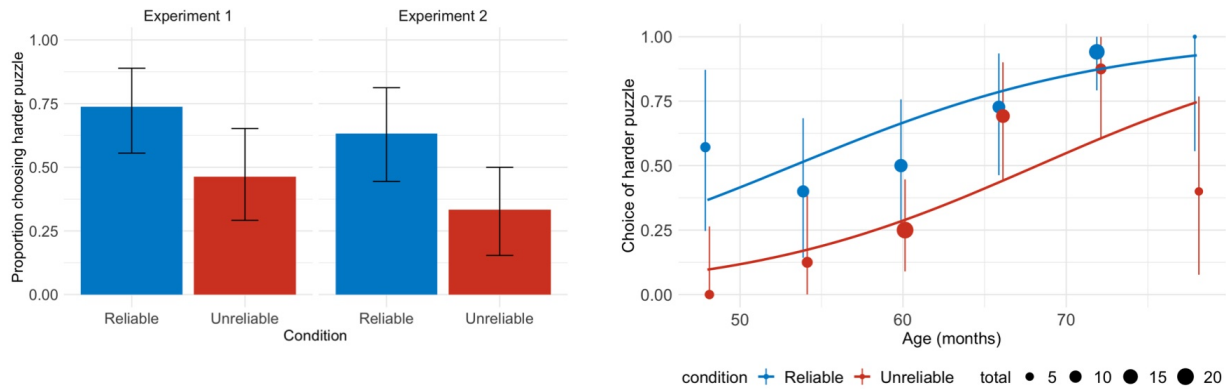 Experiment 1
Experiment 2
Proportion choosing harder puzzle
1.00
0.75
0.50
0.25
0.00
Reliable
Unreliable
Reliable
Unreliable
Condition
Choice of harder puzzle
1.00
0.75
0.50
0.25
0.00
50
60
70
Age (months)
condition Reliable Unreliable total 5 10 15 20